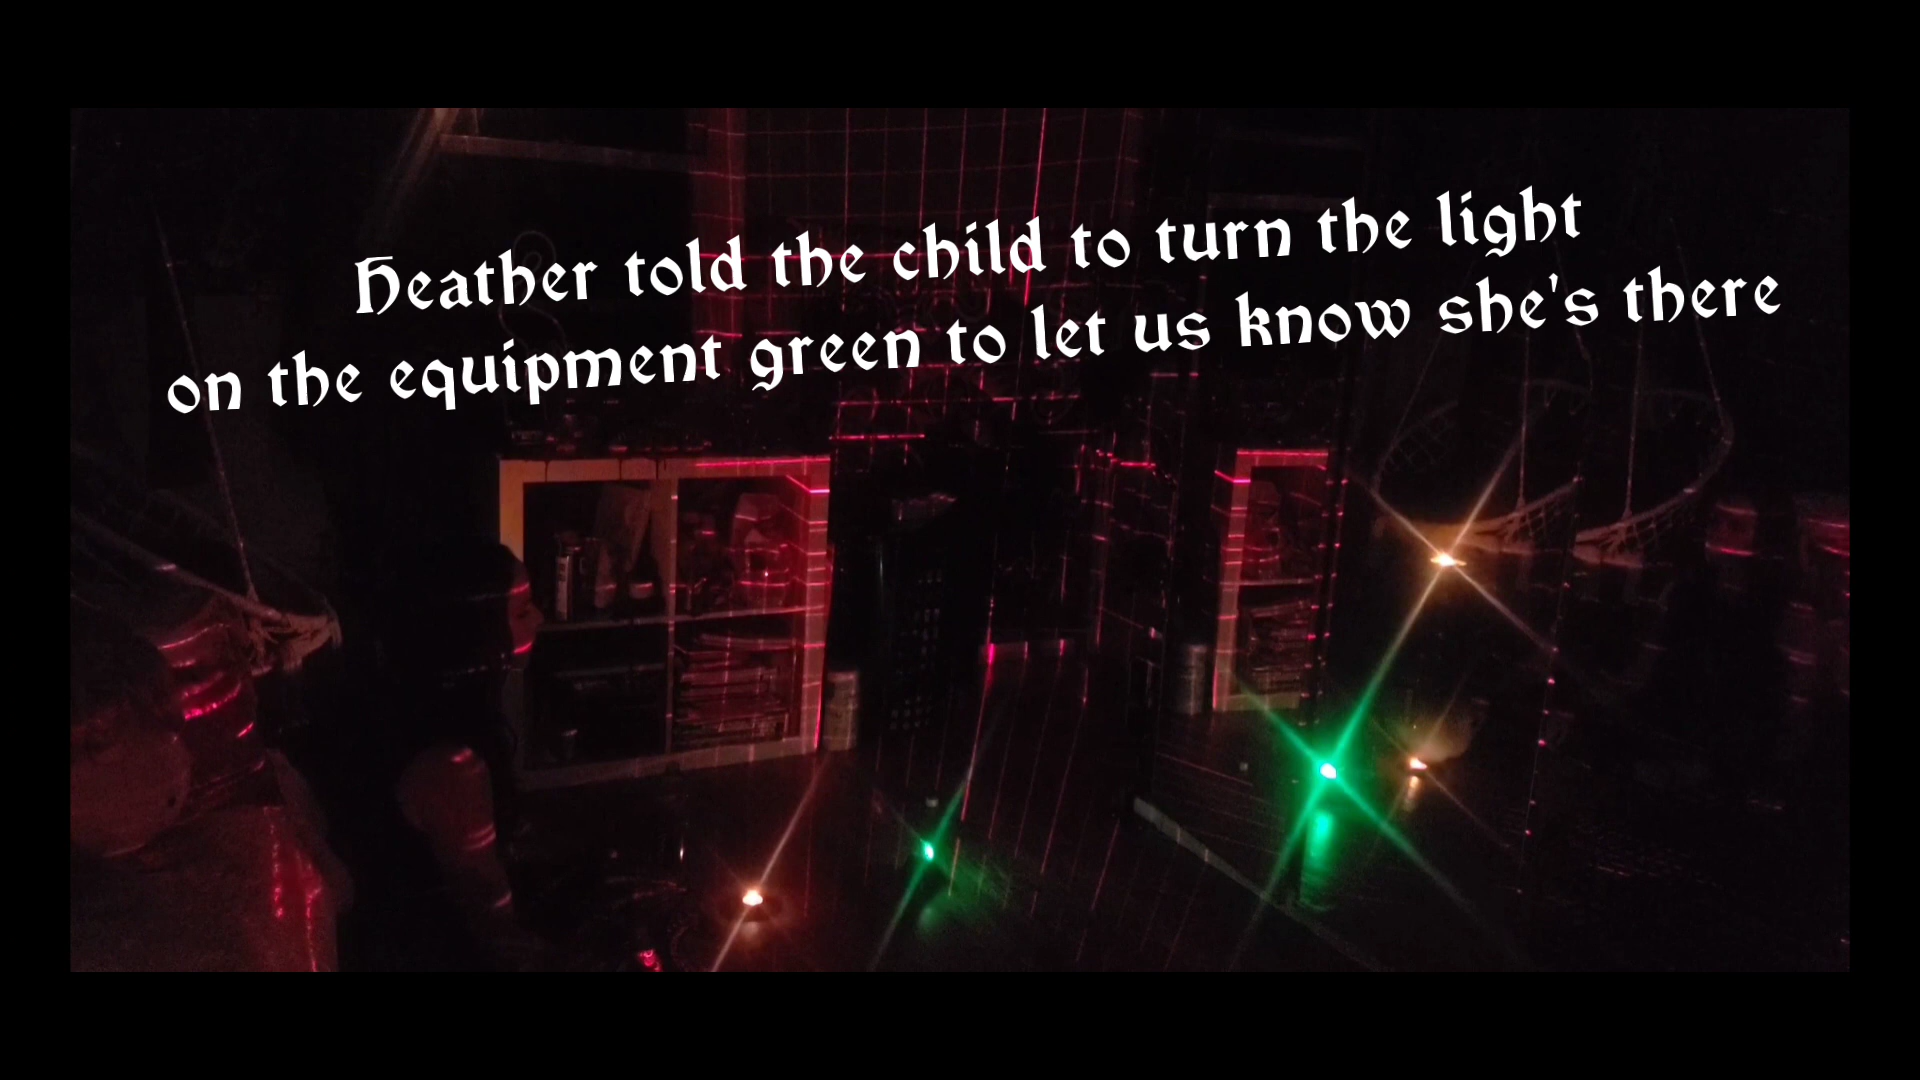 Heather told the child to turn the light
on the equipment green to let us know she's there